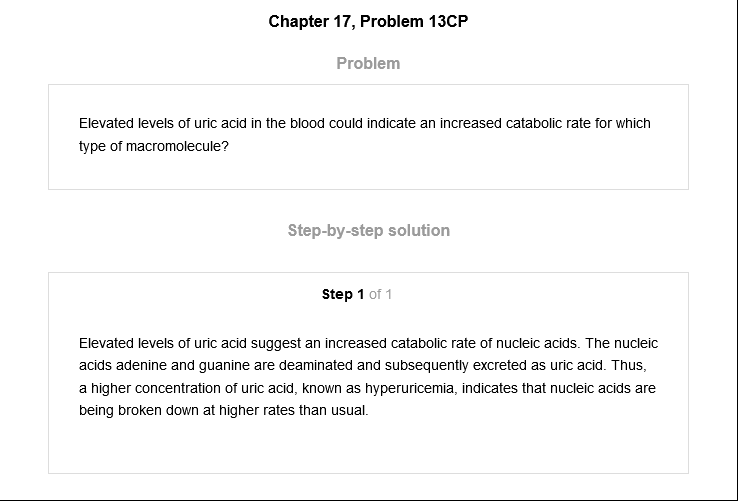 Chapter 17, Problem 13CP
Problem
Elevated levels of uric acid in the blood could indicate an increased catabolic rate for which
type of macromolecule?
Step-by-step solution
Step 1 of 1
Elevated levels of uric acid suggest an increased catabolic rate of nucleic acids. The nucleic
acids adenine and guanine are deaminated and subsequently excreted as uric acid. Thus,
a higher concentration of uric acid, known as hyperuricemia, indicates that nucleic acids are
being broken down at higher rates than usual.